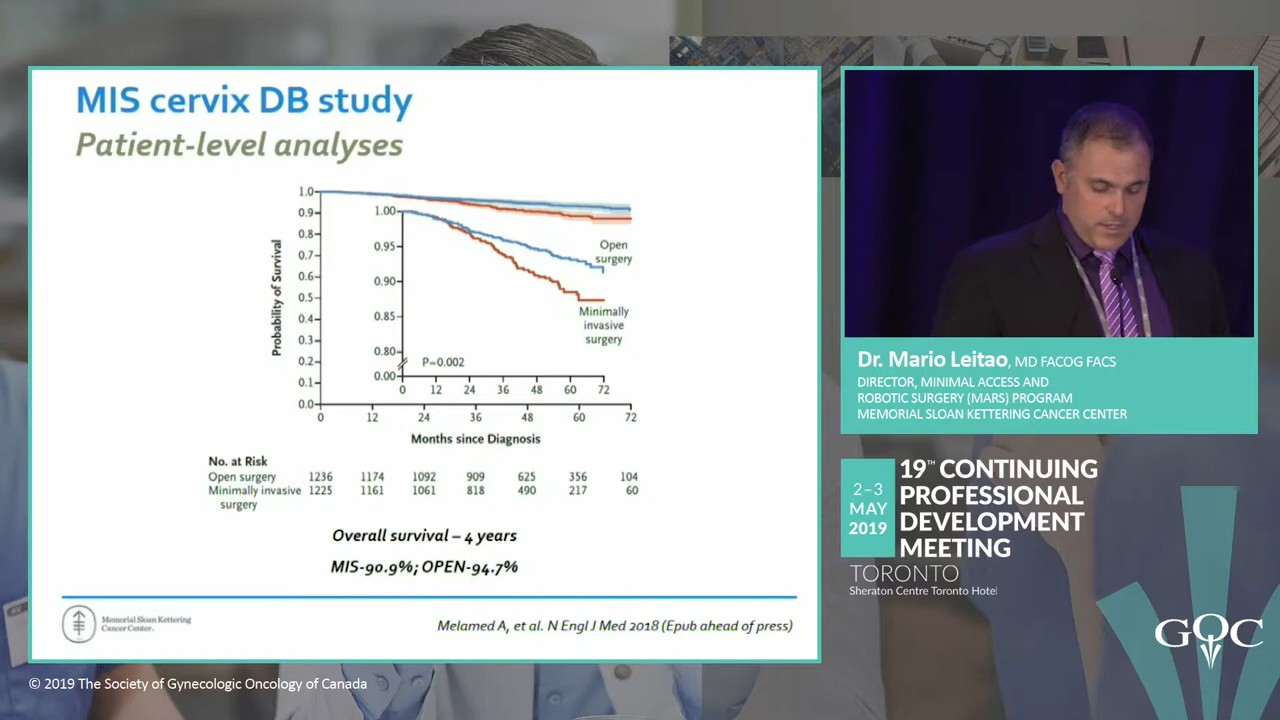 MIS cervix DB study
Patient-level analyses
1.0
0.9
0.8
0.7
0.6
0.5
0.4
0.3
0.2
0.1
0.0
Probability of Survival
1.00
0.95
0.90
0.85
0.80
0.00
P=0.002
Open
surgery
Minimally
invasive
surgery
0 12 24 36 48 60 72
0 12 24 36 48 60 72
Months since Diagnosis
No. at Risk
Open surgery 1236 1174 1092 909 625 356 104
Minimally invasive 1225 1161 1061 818 490 217 60
surgery
Overall survival – 4 years
MIS-90.9%; OPEN-94.7%
Memorial Sloan Kettering
Cancer Center.
Melamed A, et al. N Engl J Med 2018 (Epub ahead of press)
Dr. Mario Leitao, MD FACOG FACS
DIRECTOR, MINIMAL ACCESS AND
ROBOTIC SURGERY (MARS) PROGRAM
MEMORIAL SLOAN KETTERING CANCER CENTER
2–3
MAY
2019
19™ CONTINUING
PROFESSIONAL
DEVELOPMENT
MEETING
TORONTO
Sheraton Centre Toronto Hotel
GOC
© 2019 The Society of Gynecologic Oncology of Canada